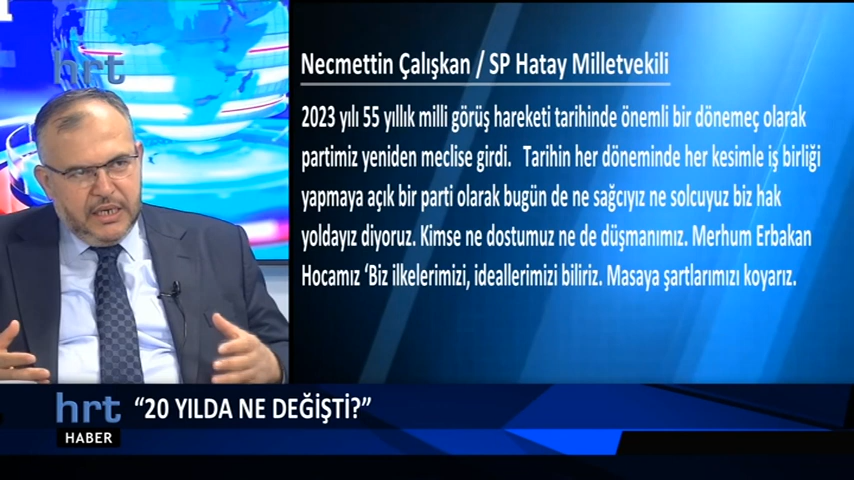 hrt
Necmettin Çalışkan / SP Hatay Milletvekili
2023 yılı 55 yıllık milli görüş hareketi tarihinde önemli bir dönemeç olarak
partimiz yeniden meclise girdi. Tarihin her döneminde her kesimle iş birliği
yapmaya açık bir parti olarak bugün de ne sağcıyız ne solcuyuz biz hak
yoldayız diyoruz. Kimse ne dostumuz ne de düşmanımız. Merhum Erbakan
Hocamız ‘Biz ilkelerimizi, ideallerimizi biliriz. Masaya şartlarımızı koyarız.
hrt
HABER
“20 YILDA NE DEĞİŞTİ?”